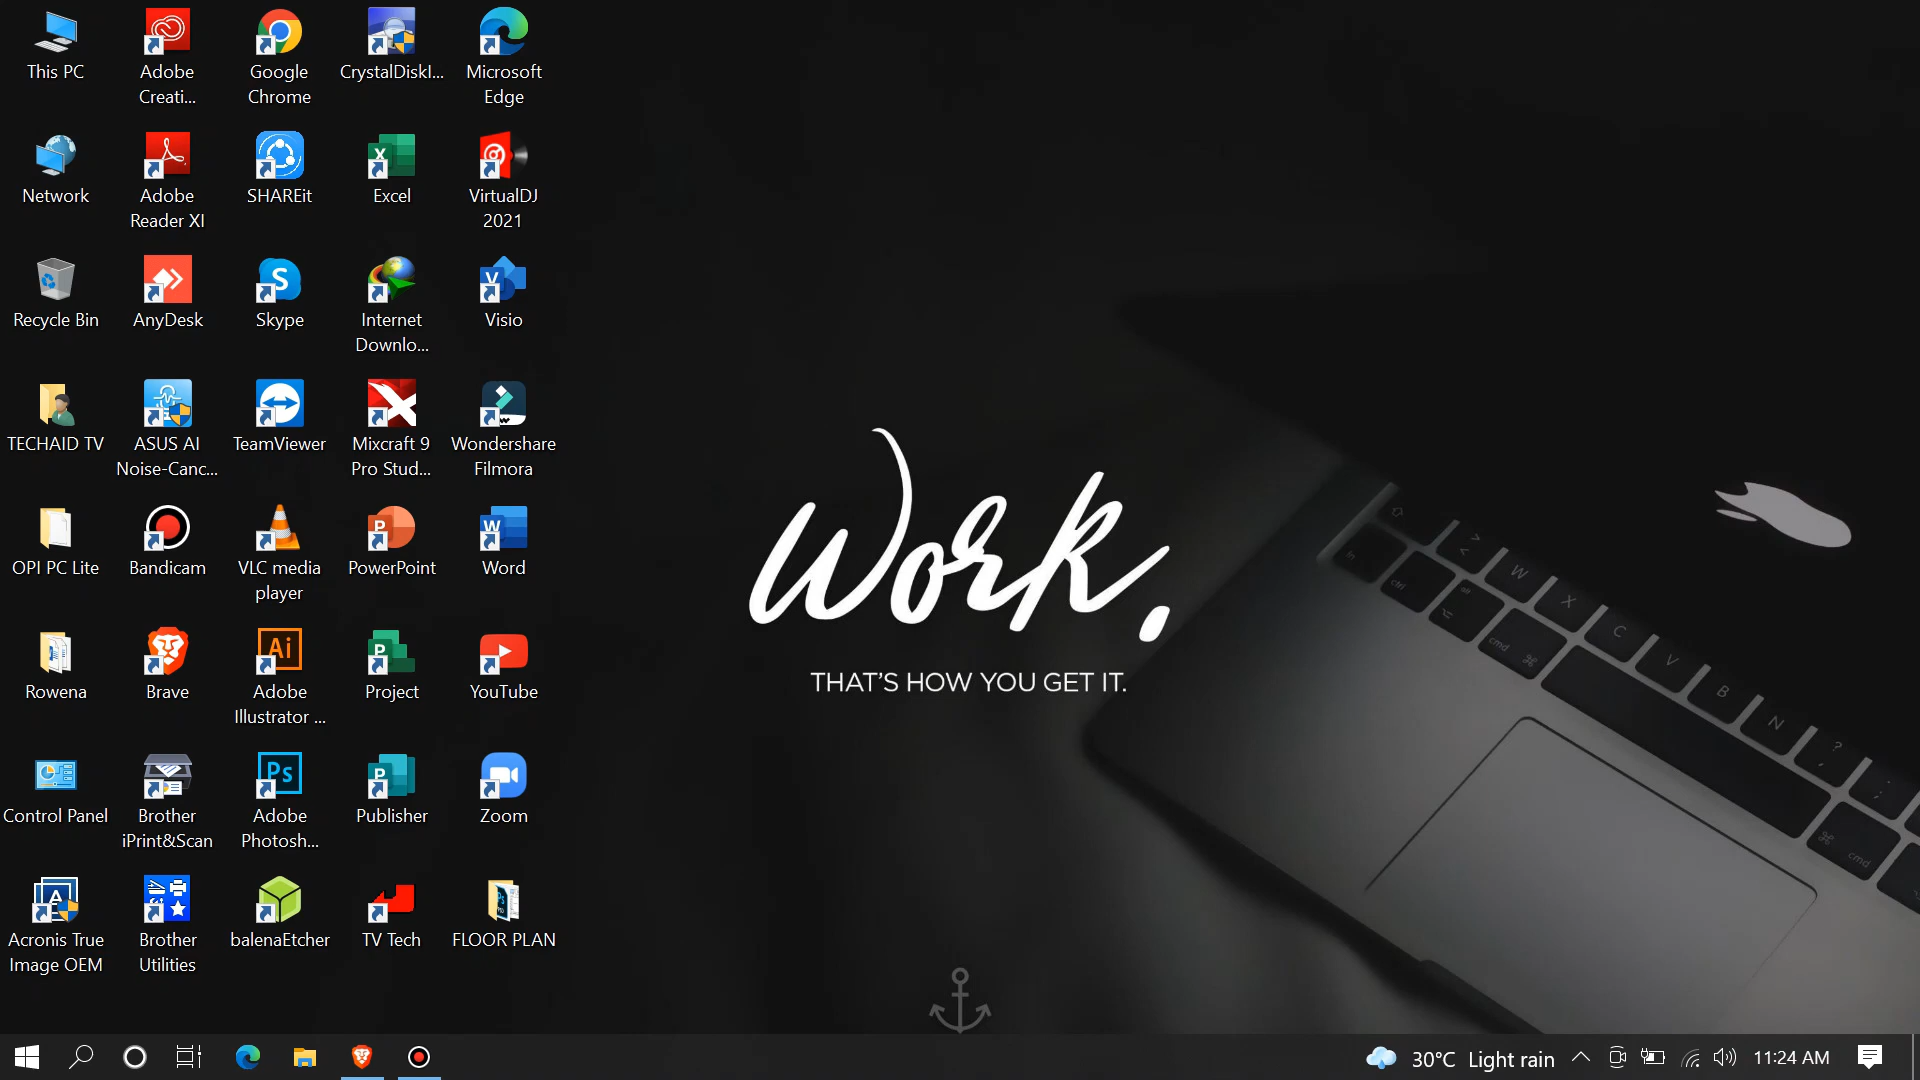 This PC
Adobe
Creati...
Google
Chrome
CrystalDiskI...
Microsoft
Edge
Network
Adobe
Reader XI
SHAREit
Excel
VirtualDJ
2021
Recycle Bin
AnyDesk
Skype
Internet
Downlo...
Visio
TECHAID TV
ASUS AI
Noise-Canc...
TeamViewer
Mixcraft 9
Pro Stud...
Wondershare
Filmora
OPI PC Lite
Bandicam
VLC media
player
PowerPoint
Word
Rowena
Brave
Adobe
Illustrator ...
Project
YouTube
Control Panel
Brother
iPrint&Scan
Adobe
Photosh...
Publisher
Zoom
Acronis True
Image OEM
Brother
Utilities
balenaEtcher
TV Tech
FLOOR PLAN
Work.
THAT'S HOW YOU GET IT.
fn
ctrl
cmd
W
X
C
V
B
N
cmd
30°C Light rain
11:24 AM